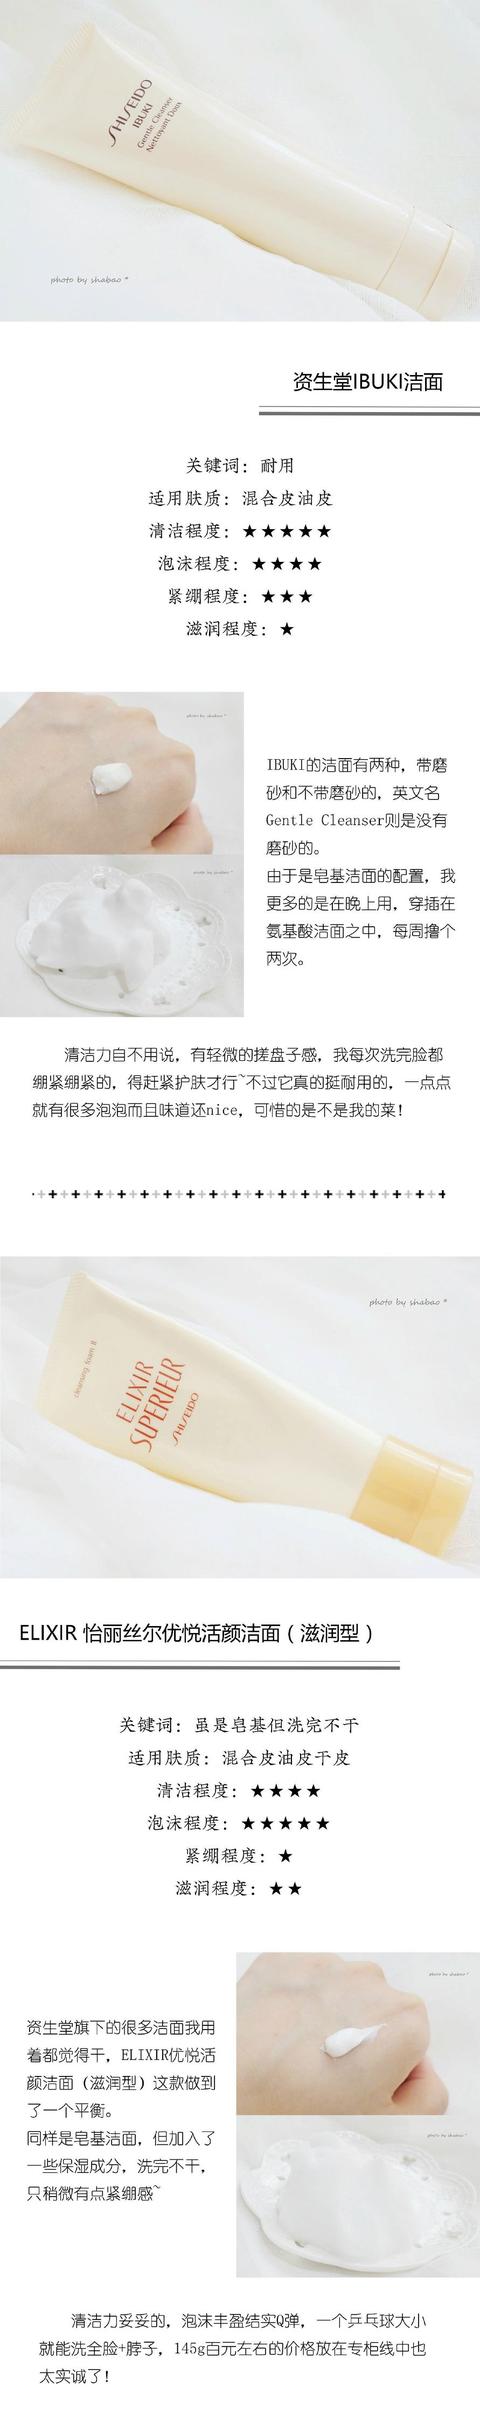 SHISEIDO
IBUKI
Gentle Cleanser
Nettoyant Doux
photo by shabao *
资生堂IBUKI洁面
关键词：耐用
适用肤质：混合皮油皮
清洁程度：★★★★★
泡沫程度：★★★★
紧绷程度：★★★
滋润程度：★
photo by shabao *
photo by shabao *
IBUKI的洁面有两种，带磨
砂和不带磨砂的，英文名
Gentle Cleanser则是没有
磨砂的。
由于是皂基洁面的配置，我
更多的是在晚上用，穿插在
氨基酸洁面之中，每周撸个
两次。
清洁力自不用说，有轻微的搓盘子感，我每次洗完脸都
绷紧绷紧的，得赶紧护肤才行~不过它真的挺耐用的，一点点
就有很多泡泡而且味道还nice，可惜的是不是我的菜！
photo by shabao *
cleansing foam II
ELIXIR
SUPERIEUR
SHISEIDO
ELIXIR 怡丽丝尔优悦活颜洁面（滋润型）
关键词：虽是皂基但洗完不干
适用肤质：混合皮油皮干皮
清洁程度：★★★★
泡沫程度：★★★★★
紧绷程度：★
滋润程度：★★
photo by shabao *
photo by shabao *
资生堂旗下的很多洁面我用
着都觉得干，ELIXIR优悦活
颜洁面（滋润型）这款做到
了一个平衡。
同样是皂基洁面，但加入了
一些保湿成分，洗完不干，
只稍微有点紧绷感~
清洁力妥妥的，泡沫丰盈结实Q弹，一个乒乓球大小
就能洗全脸+脖子，145g百元左右的价格放在专柜线中也
太实诚了！